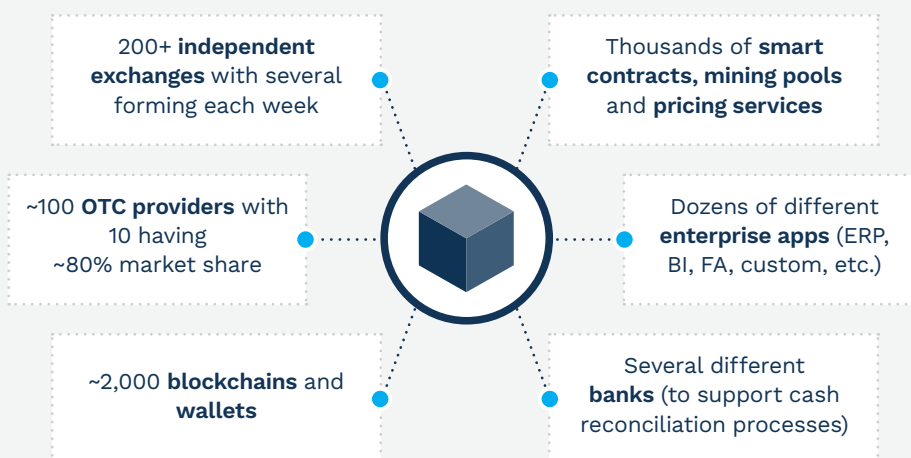 200+ independent
exchanges with several
forming each week
Thousands of smart
contracts, mining pools
and pricing services
~100 OTC providers with
10 having
~80% market share
Dozens of different
enterprise apps (ERP,
BI, FA, custom, etc.)
~2,000 blockchains and
wallets
Several different
banks (to support cash
reconciliation processes)